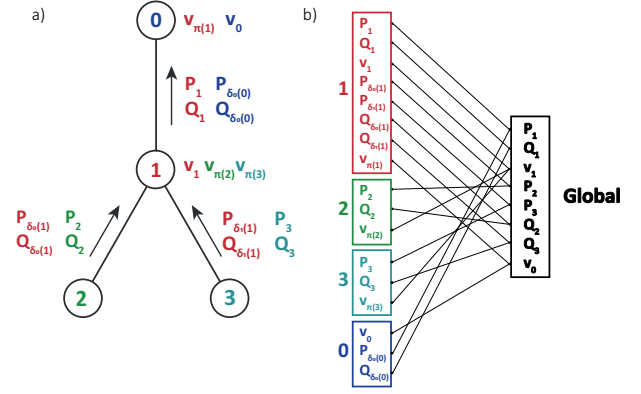 a)
0 v_π(1) v_0
P_1 P_δ₀(0)
Q_1 Q_δ₀(0)
1 v_1 v_π(2) v_π(3)
P_δ₀(1) P_2
Q_δ₀(1) Q_2
P_δ₁(1) P_3
Q_δ₁(1) Q_3
2
3
b)
1
P_1
Q_1
v_1
P_δ₀(1)
P_δ₁(1)
Q_δ₀(1)
Q_δ₁(1)
v_π(1)
2
P_2
Q_2
v_π(2)
3
P_3
Q_3
v_π(3)
0
v_0
P_δ₀(0)
Q_δ₀(0)
P_1
Q_1
v_1
P_2
P_3
Q_2
Q_3
v_0
Global